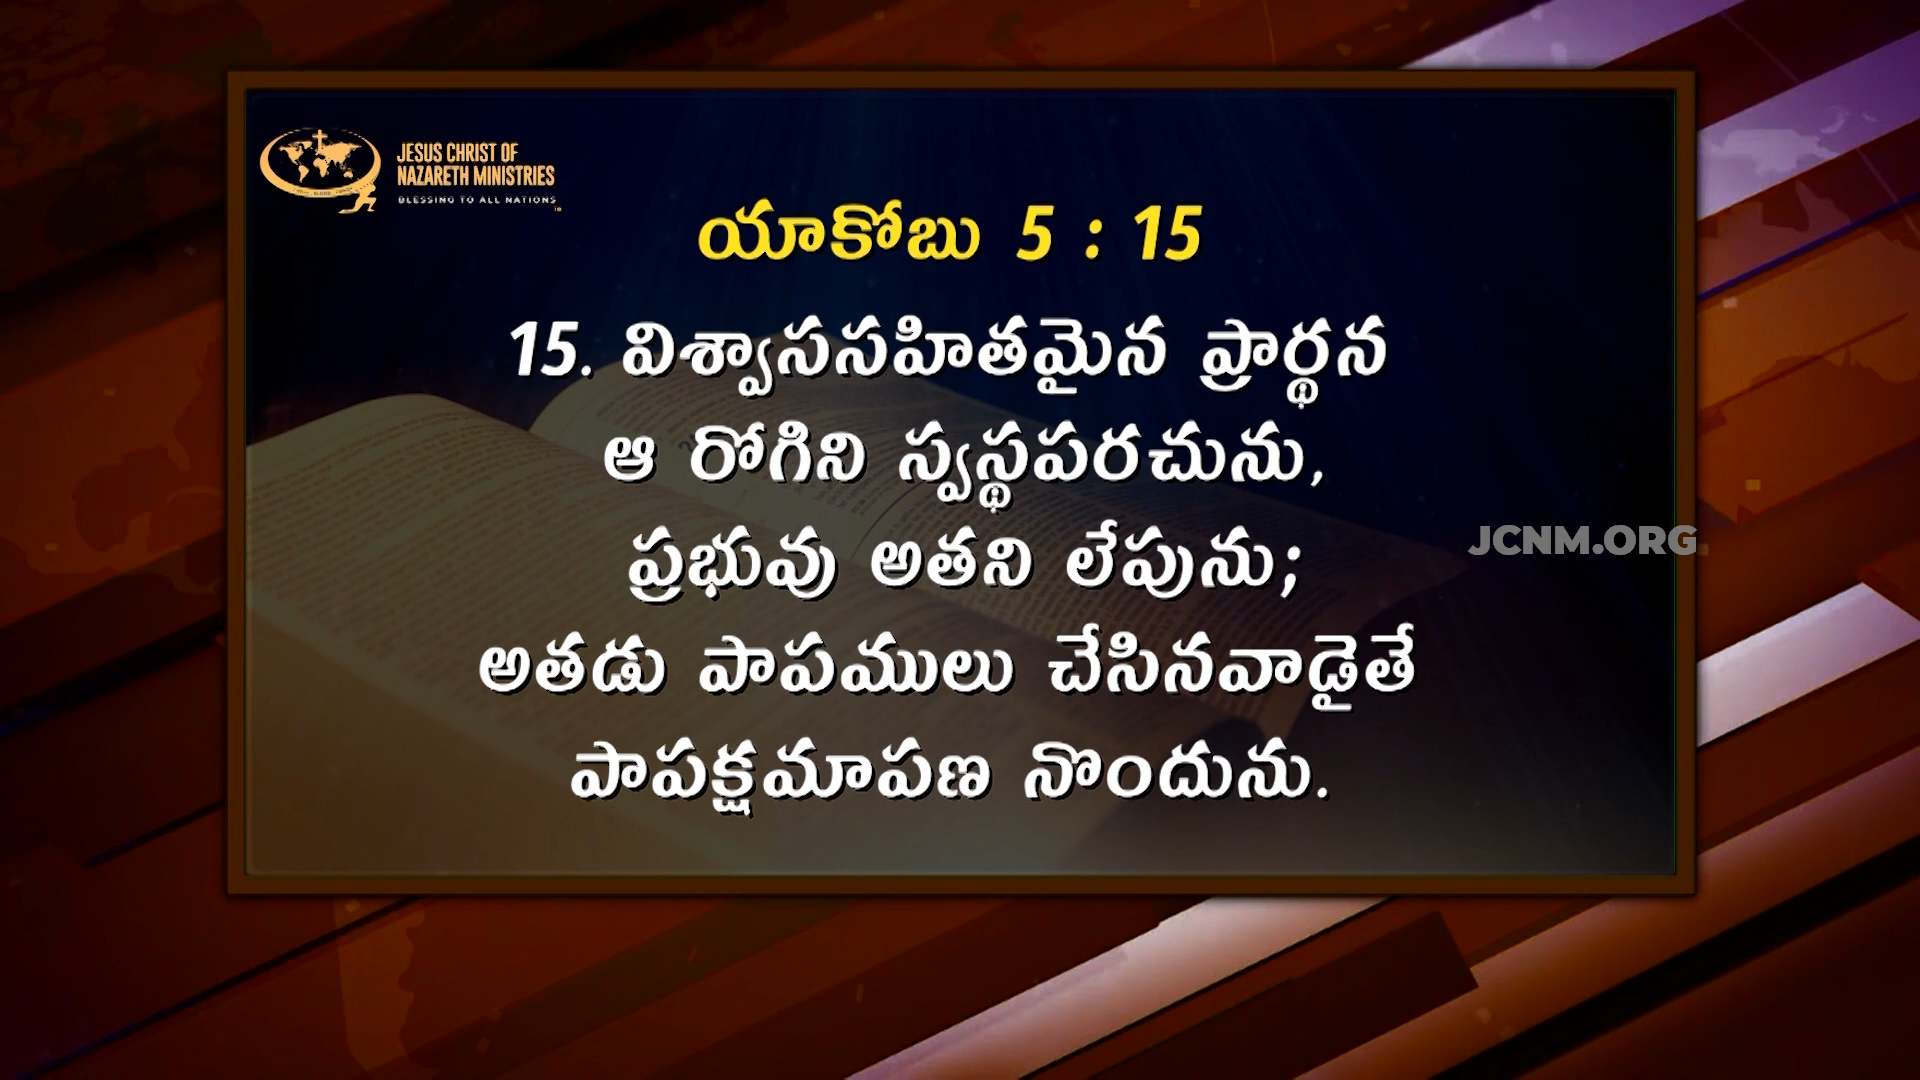 JESUS CHRIST OF
NAZARETH MINISTRIES
BLESSING TO ALL NATIONS
యాకోబు 5 : 15
15. విశ్వాససహితమైన ప్రార్థన
ఆ రోగిని స్వస్థపరచును,
ప్రభువు అతని లేపును;
అతడు పాపములు చేసినవాడైతే
పాపక్షమాపణ నొందును.
JCNM.ORG